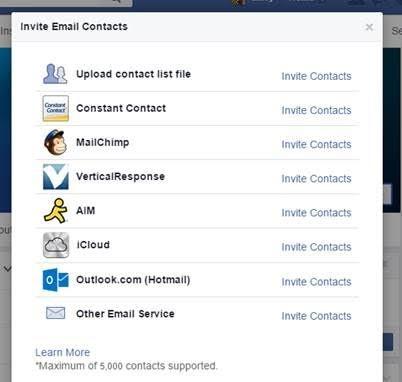 Invite Email Contacts ×
Upload contact list file Invite Contacts
Constant Contact Constant Contact Invite Contacts
MailChimp Invite Contacts
VerticalResponse Invite Contacts
AIM Invite Contacts
iCloud Invite Contacts
Outlook.com (Hotmail) Invite Contacts
Other Email Service Invite Contacts
Learn More
*Maximum of 5,000 contacts supported.